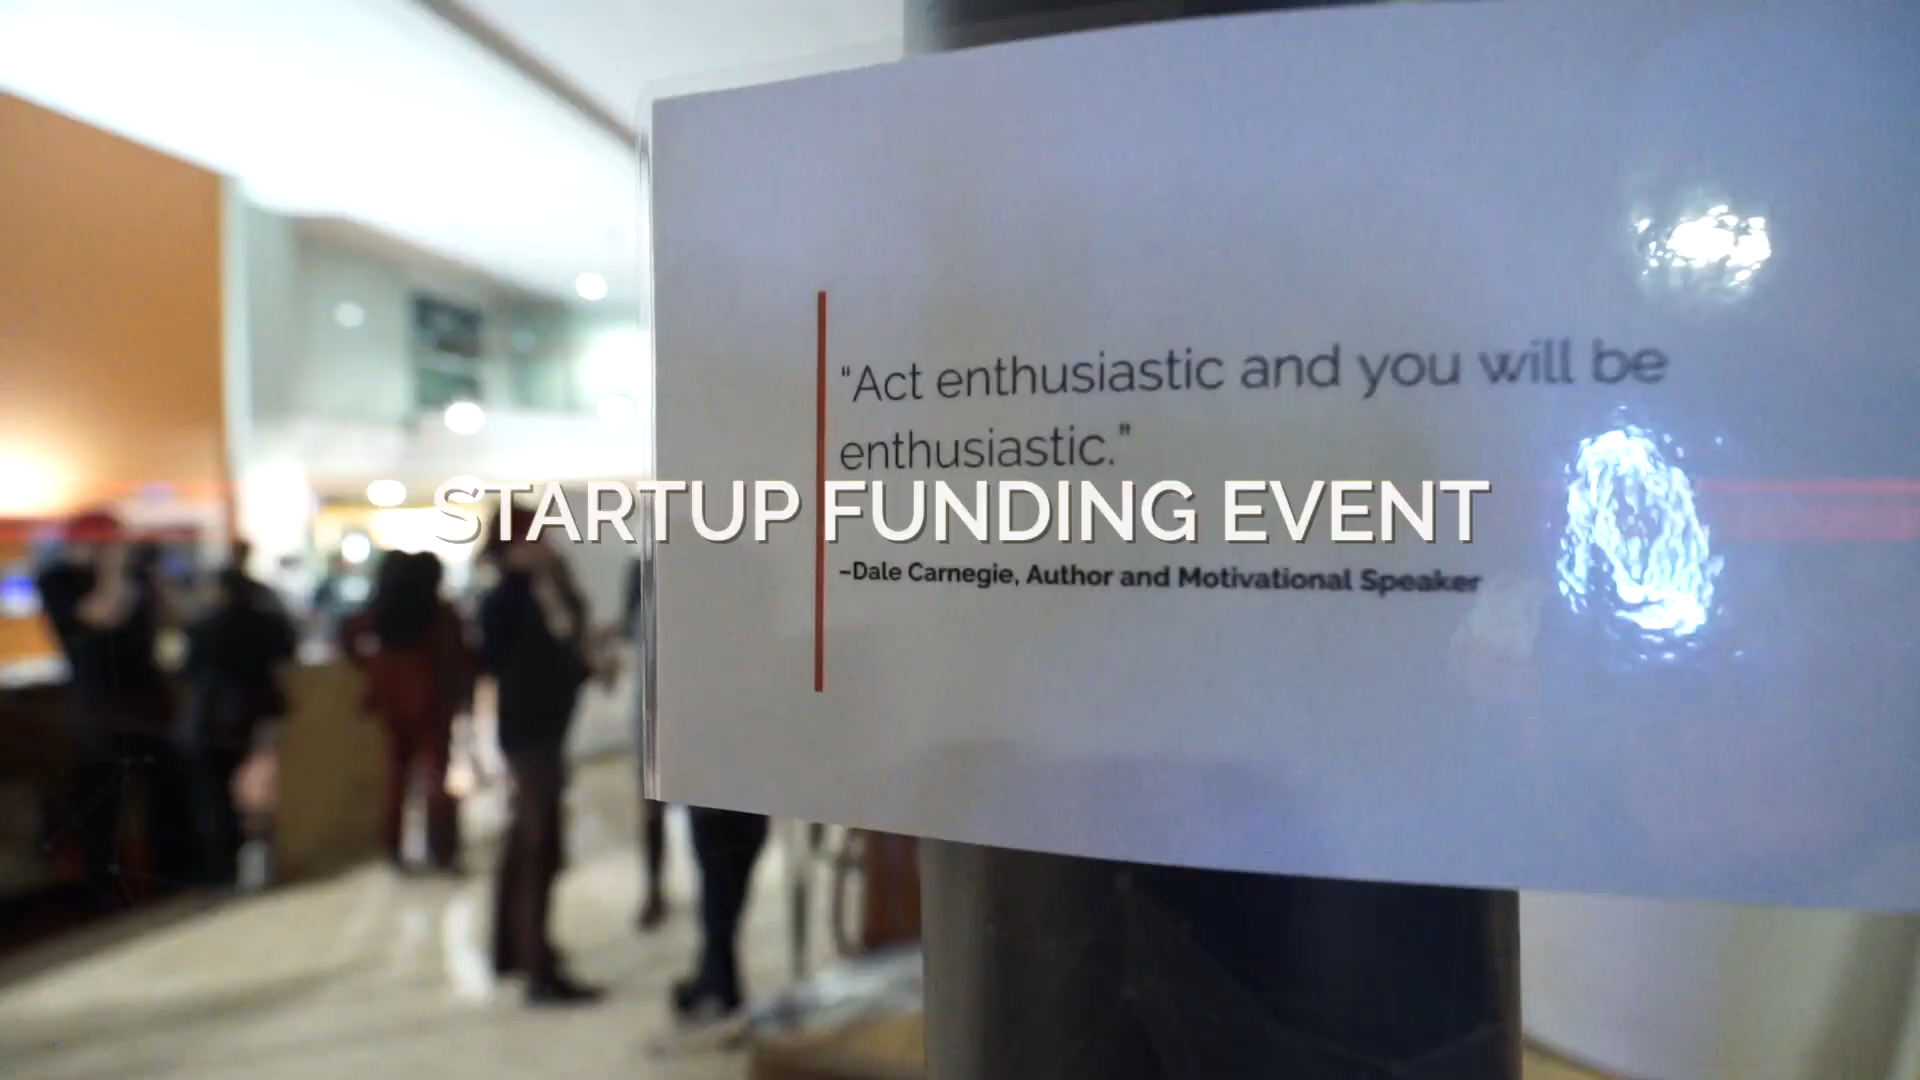 “Act enthusiastic and you will be
enthusiastic.”
STARTUP FUNDING EVENT
–Dale Carnegie, Author and Motivational Speaker